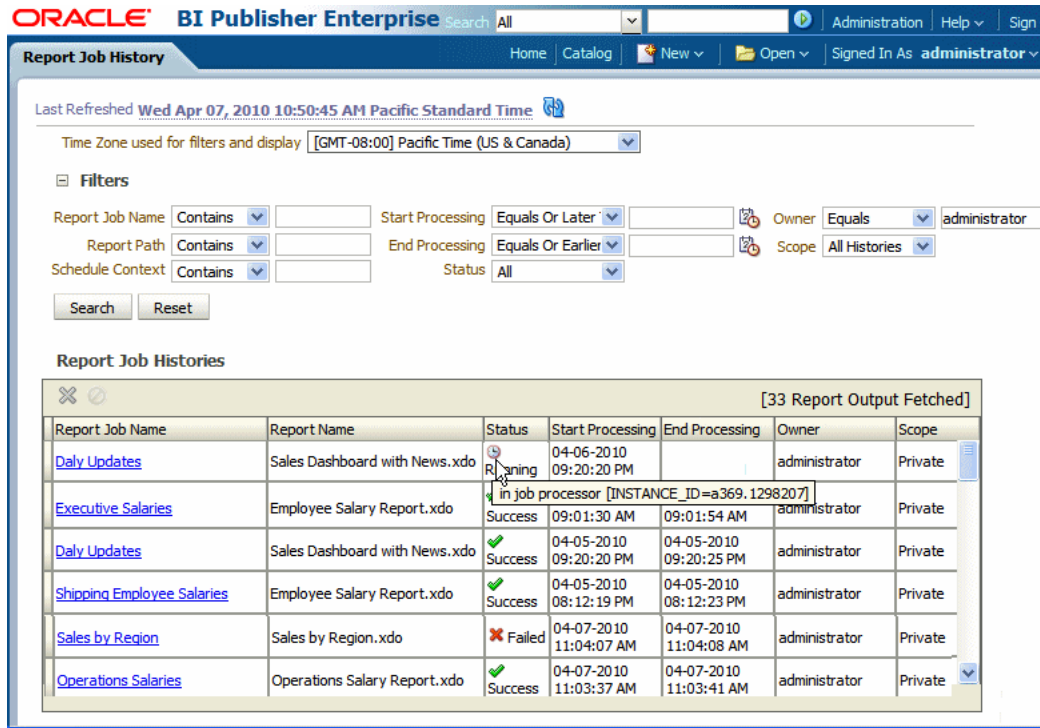 ORACLE BI Publisher Enterprise Search All Administration Help Sign
Report Job History Home Catalog New Open Signed In As administrator
Last Refreshed Wed Apr 07, 2010 10:50:45 AM Pacific Standard Time
Time Zone used for filters and display [GMT-08:00] Pacific Time (US & Canada)
Filters
Report Job Name Contains Start Processing Equals Or Later Owner Equals administrator
Report Path Contains End Processing Equals Or Earlier Scope All Histories
Schedule Context Contains Status All
Search Reset
Report Job Histories
[33 Report Output Fetched]
Report Job Name Report Name Status Start Processing End Processing Owner Scope
Daly Updates Sales Dashboard with News.xdo Running 04-06-2010 09:20:20 PM administrator Private
in job processor [INSTANCE_ID=a369.1298207]
Executive Salaries Employee Salary Report.xdo Success 09:01:30 AM 09:01:54 AM administrator Private
Daly Updates Sales Dashboard with News.xdo Success 04-05-2010 09:20:20 PM 04-05-2010 09:20:25 PM administrator Private
Shipping Employee Salaries Employee Salary Report.xdo Success 04-05-2010 08:12:19 PM 04-05-2010 08:12:23 PM administrator Private
Sales by Region Sales by Region.xdo Failed 04-07-2010 11:04:07 AM 04-07-2010 11:04:08 AM administrator Private
Operations Salaries Operations Salary Report.xdo Success 04-07-2010 11:03:37 AM 04-07-2010 11:03:41 AM administrator Private